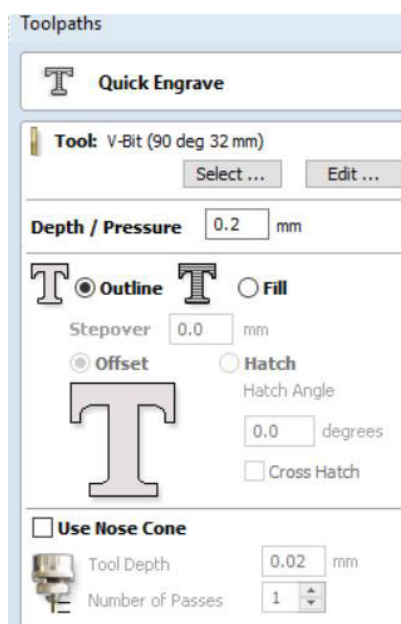 Toolpaths
Quick Engrave
Tool: V-Bit (90 deg 32 mm)
Select ... Edit ...
Depth / Pressure 0.2 mm
Outline Fill
Stepover 0.0 mm
Offset Hatch
Hatch Angle
0.0 degrees
Cross Hatch
Use Nose Cone
Tool Depth 0.02 mm
Number of Passes 1